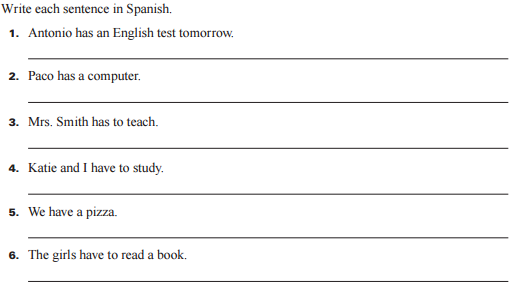 Write each sentence in Spanish.
1. Antonio has an English test tomorrow.
2. Paco has a computer.
3. Mrs. Smith has to teach.
4. Katie and I have to study.
5. We have a pizza.
6. The girls have to read a book.